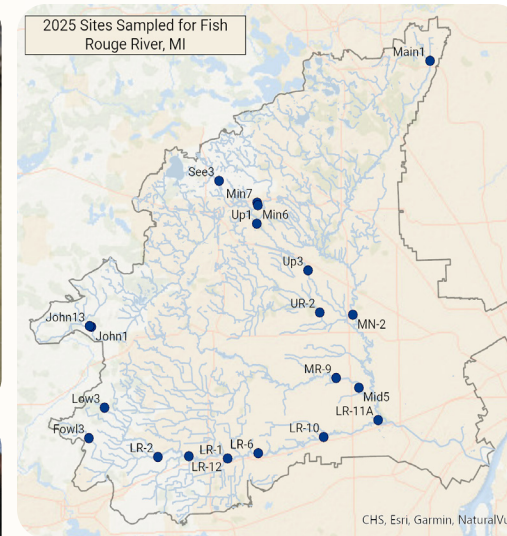 2025 Sites Sampled for Fish
Rouge River, MI
Main1
See3
Min7
Up1 Min6
Up3
UR-2
MN-2
John13
John1
MR-9
Mid5
Low3
LR-11A
Fowl3
LR-10
LR-2
LR-1
LR-6
LR-12
CHS, Esri, Garmin, NaturalVu